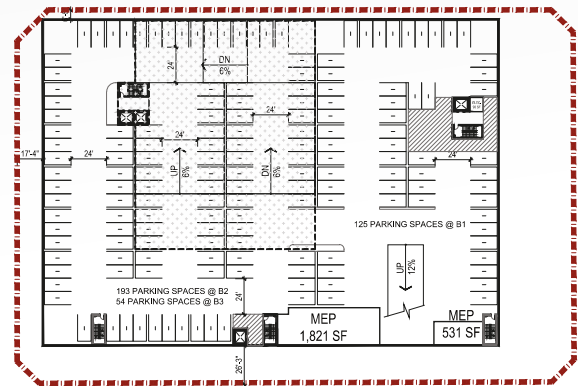 24'
DN
6%
24'
24'
17'-4"
24'
24'
UP
6%
DN
6%
125 PARKING SPACES @ B1
UP
12%
193 PARKING SPACES @ B2
54 PARKING SPACES @ B3
24'
MEP
1,821 SF
MEP
531 SF
26'-3"